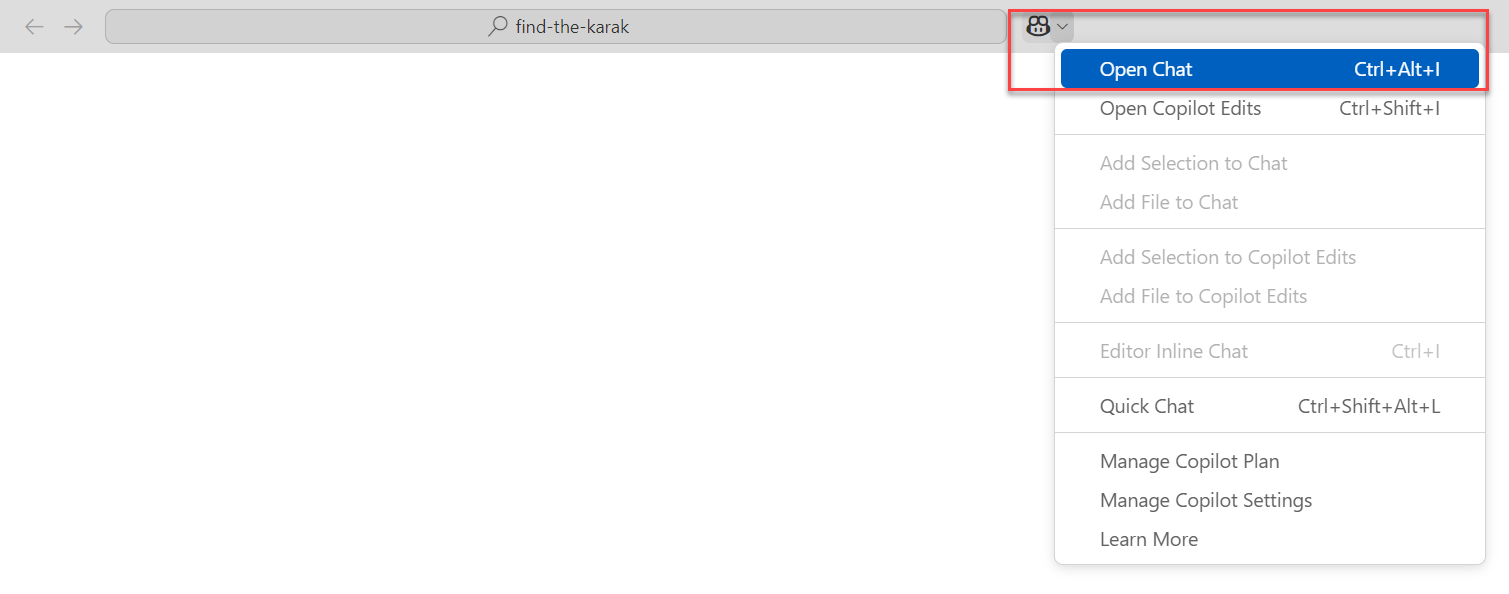 find-the-karak
Open Chat Ctrl+Alt+I
Open Copilot Edits Ctrl+Shift+I
Add Selection to Chat
Add File to Chat
Add Selection to Copilot Edits
Add File to Copilot Edits
Editor Inline Chat Ctrl+I
Quick Chat Ctrl+Shift+Alt+L
Manage Copilot Plan
Manage Copilot Settings
Learn More